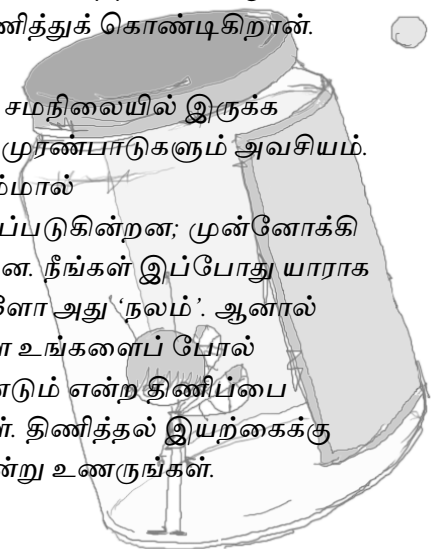 ணித்துக் கொண்டிகிறான்.
சமநிலையில் இருக்க
முரண்பாடுகளும் அவசியம்.
ம்மால்
ப்படுகின்றன; முன்னோக்கி
ன. நீங்கள் இப்போது யாராக
ளோ அது ‘நலம்’. ஆனால்
ா உங்களைப் போல்
ண்டும் என்ற திணிப்பை
ள். திணித்தல் இயற்கைக்கு
ன்று உணருங்கள்.